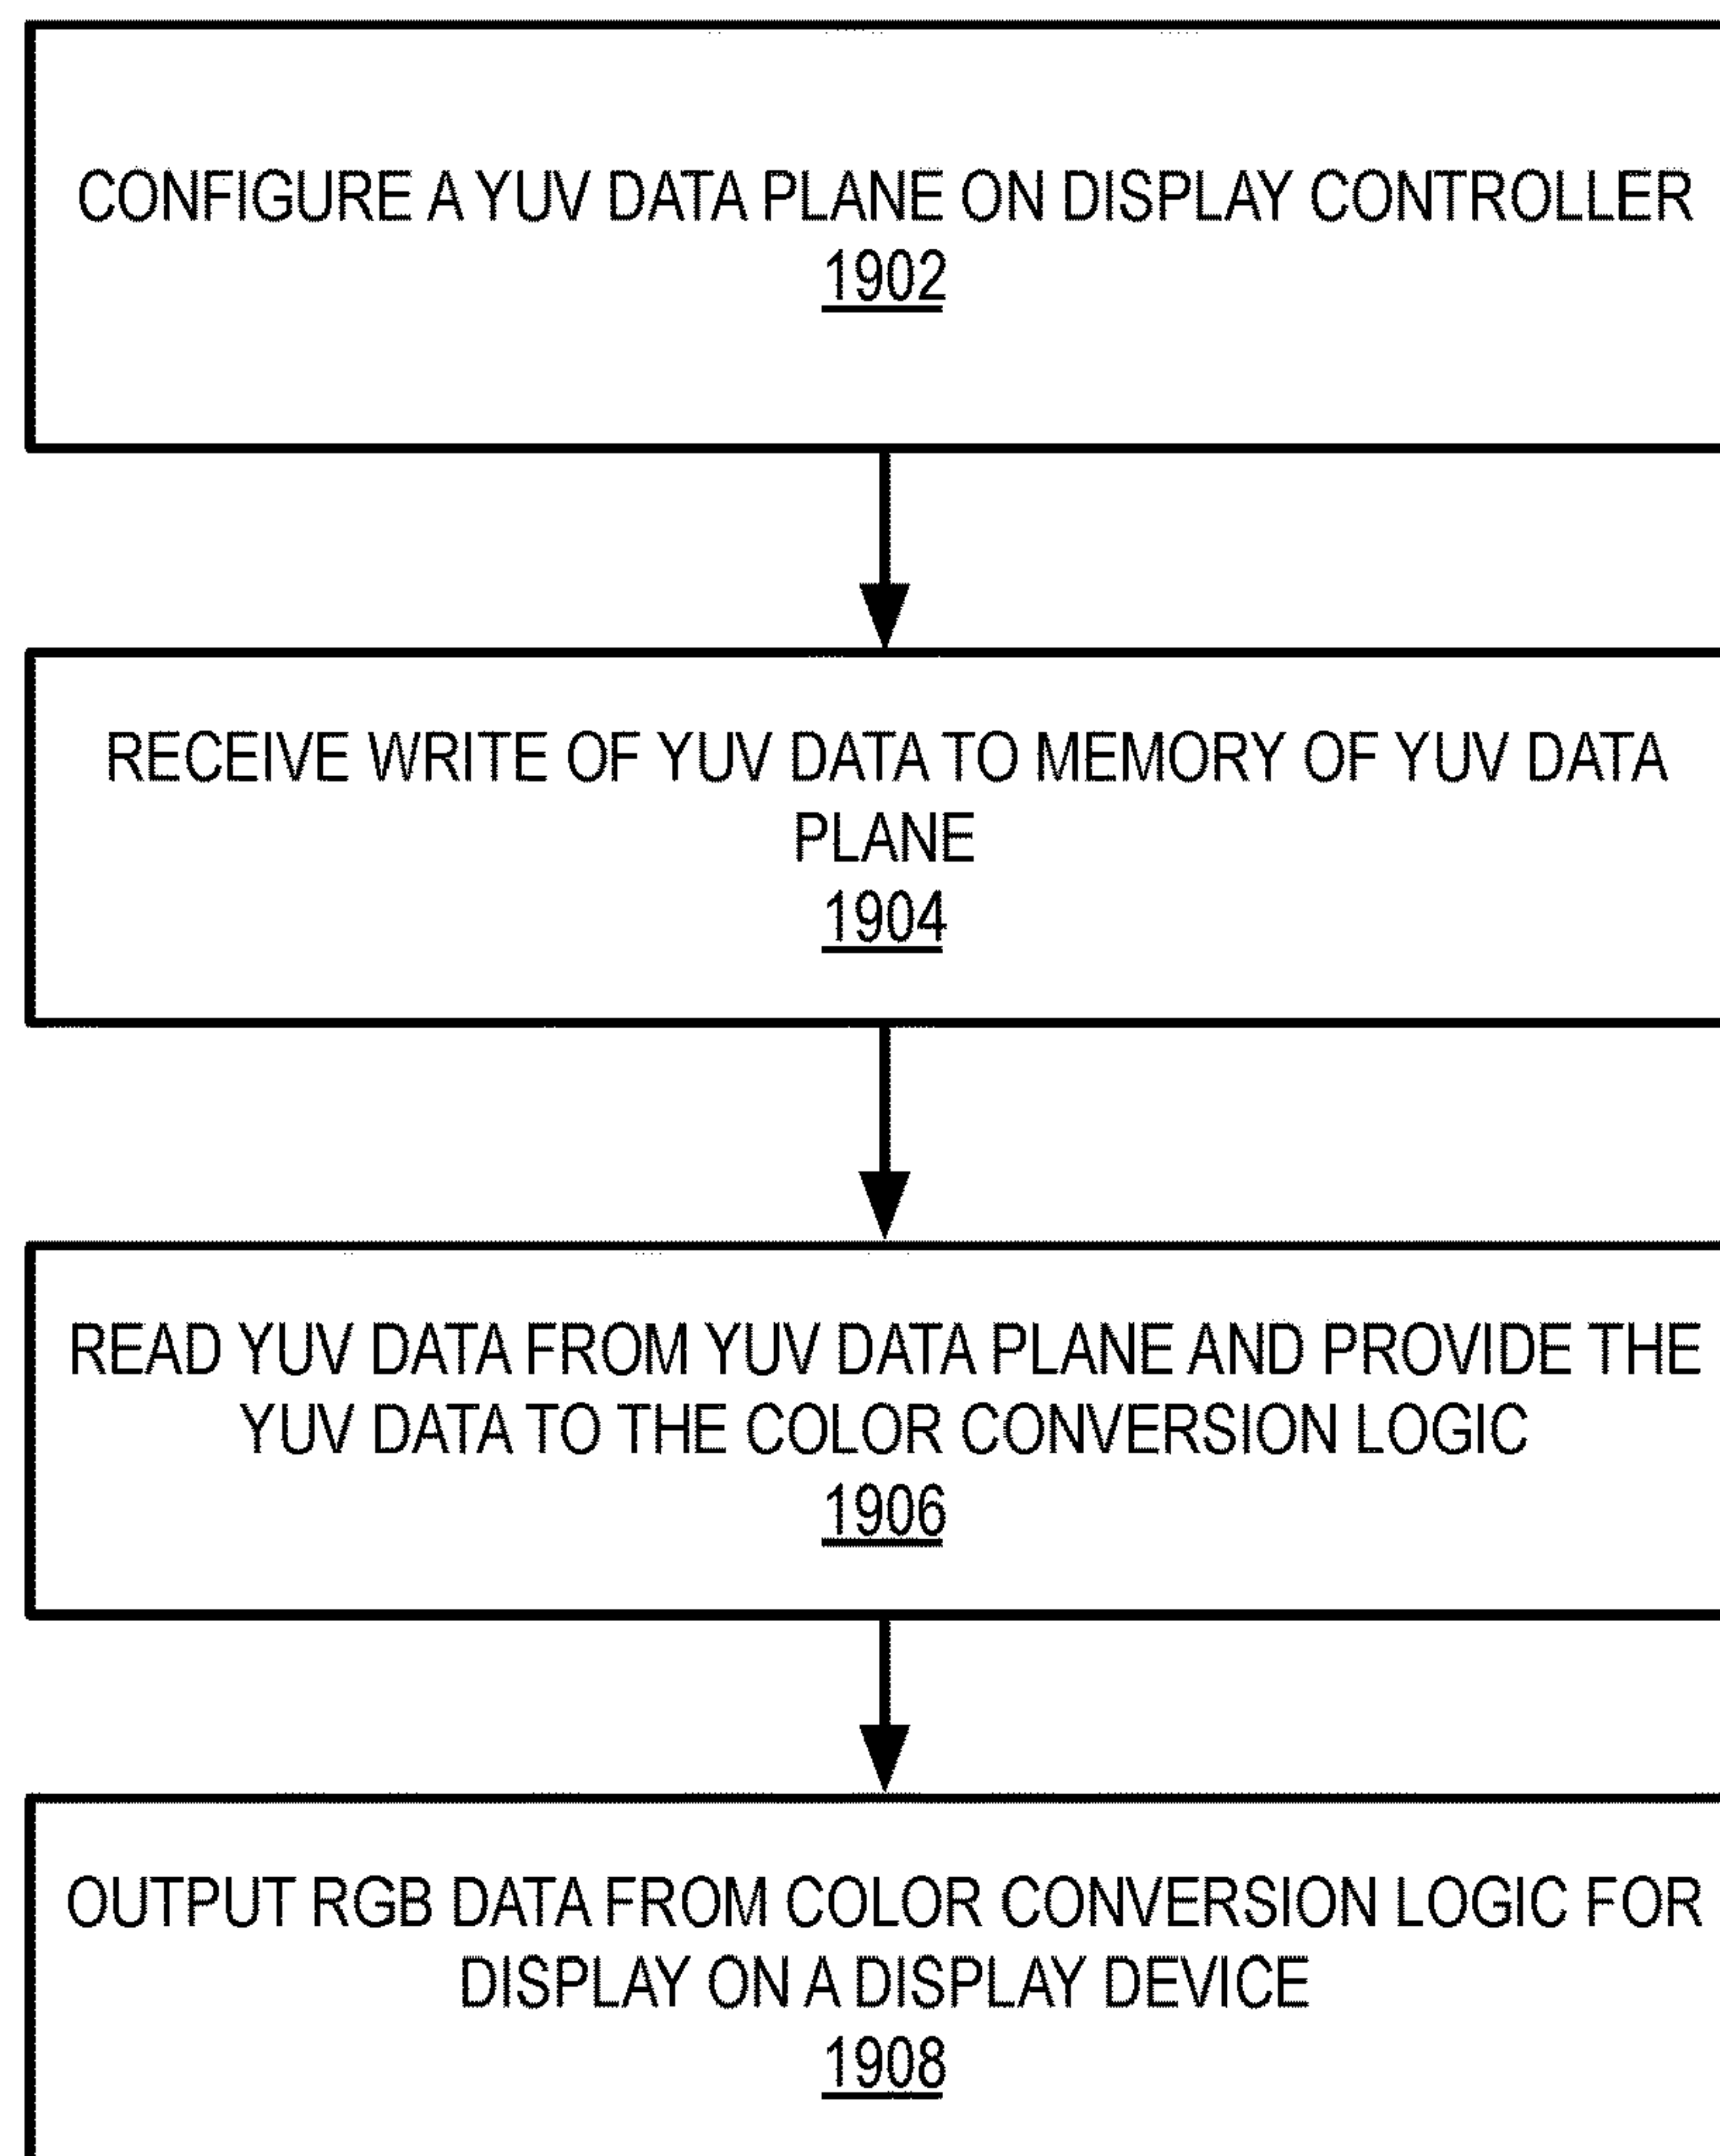 CONFIGURE A YUV DATA PLANE ON DISPLAY CONTROLLER
1902
RECEIVE WRITE OF YUV DATA TO MEMORY OF YUV DATA
PLANE
1904
READ YUV DATA FROM YUV DATA PLANE AND PROVIDE THE
YUV DATA TO THE COLOR CONVERSION LOGIC
1906
OUTPUT RGB DATA FROM COLOR CONVERSION LOGIC FOR
DISPLAY ON A DISPLAY DEVICE
1908